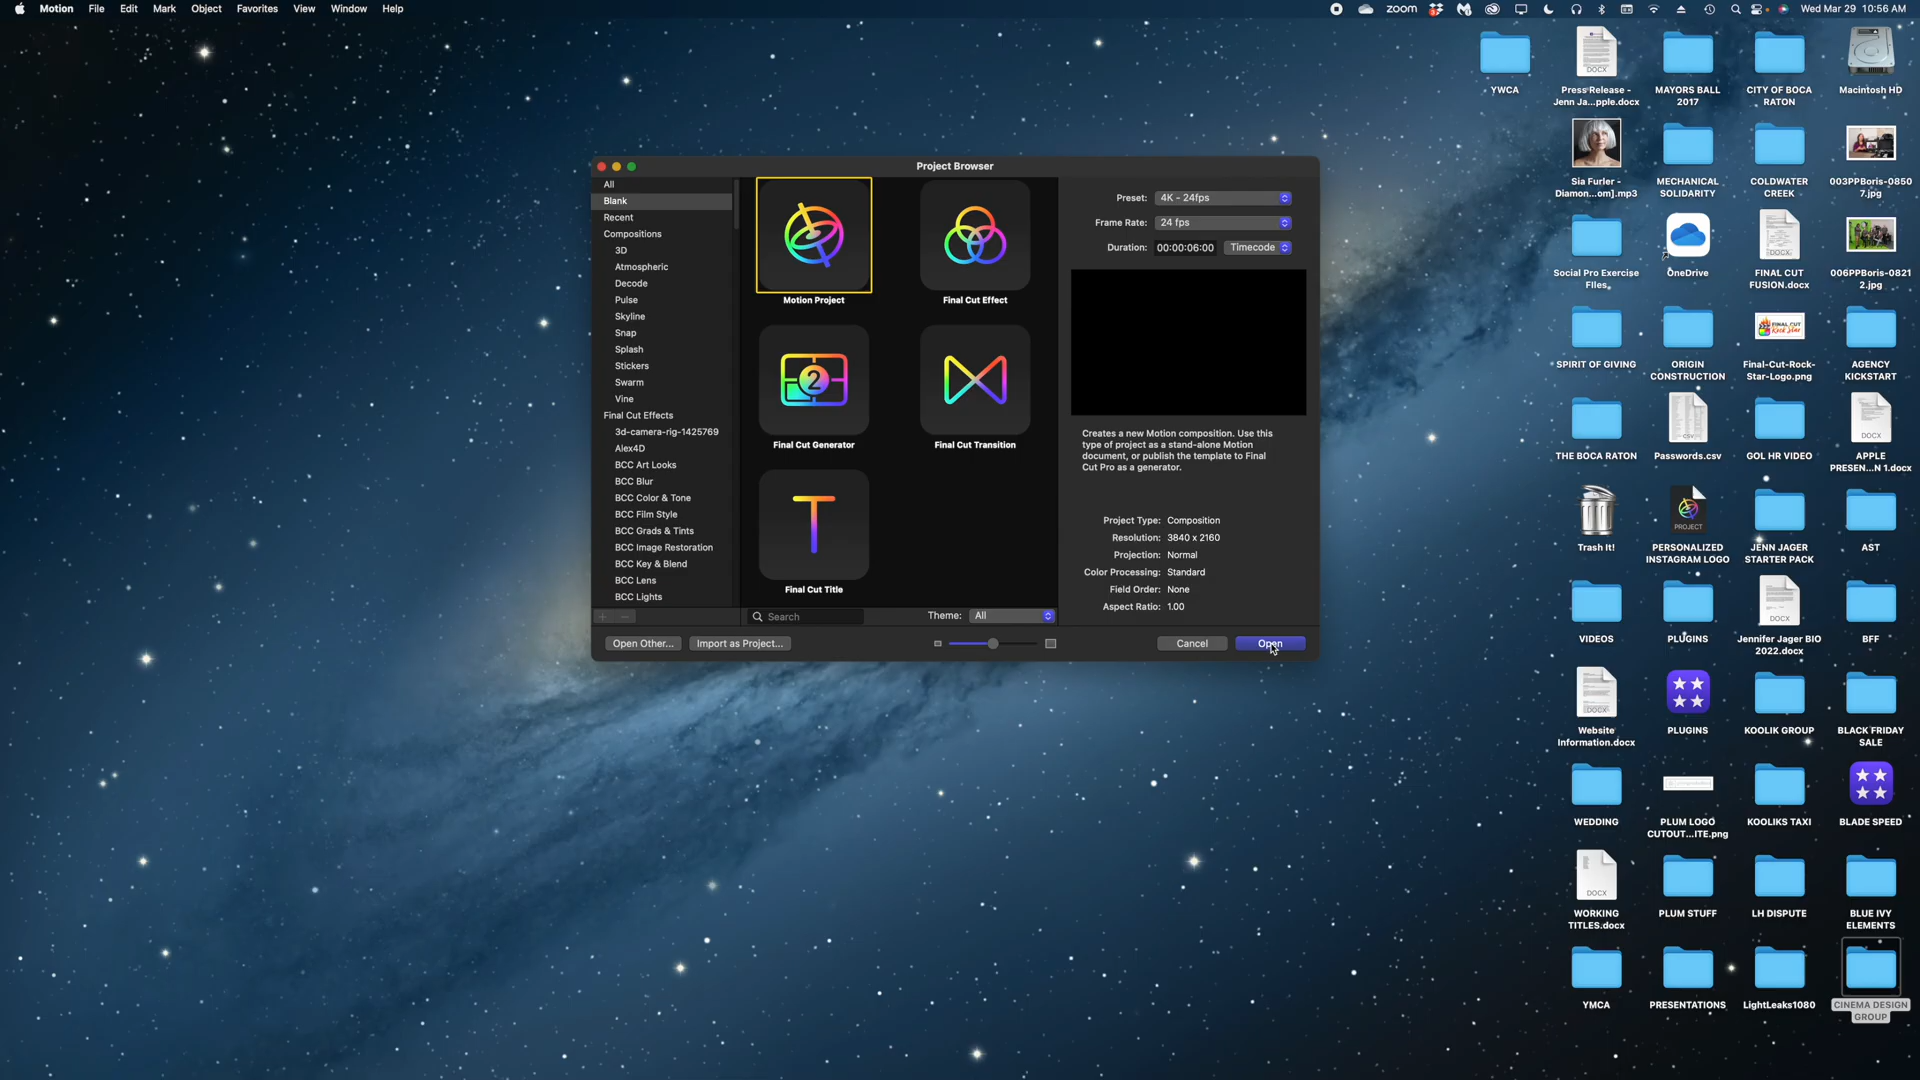 Motion File Edit Mark Object Favorites View Window Help
zoom Wed Mar 29 10:56 AM
Project Browser
All
Blank
Recent
Compositions
3D
Atmospheric
Decode
Pulse
Skyline
Snap
Splash
Stickers
Swarm
Vine
Final Cut Effects
3d-camera-rig-1425769
Alex4D
BCC Art Looks
BCC Blur
BCC Color & Tone
BCC Film Style
BCC Grads & Tints
BCC Image Restoration
BCC Key & Blend
BCC Lens
BCC Lights
Motion Project
Final Cut Effect
2
Final Cut Generator
Final Cut Transition
T
Final Cut Title
Search
Theme: All
Preset: 4K - 24fps
Frame Rate: 24 fps
Duration: 00:00:06:00 Timecode
Creates a new Motion composition. Use this
type of project as a stand-alone Motion
document, or publish the template to Final
Cut Pro as a generator.
Project Type: Composition
Resolution: 3840 x 2160
Projection: Normal
Color Processing: Standard
Field Order: None
Aspect Ratio: 1.00
Open Other...
Import as Project...
Cancel
Open
YWCA
DOCX
Press Release -
Jenn Ja...pple.docx
MAYORS BALL
2017
CITY OF BOCA
RATON
Macintosh HD
Sia Furler -
Diamon...om].mp3
MECHANICAL
SOLIDARITY
COLDWATER
CREEK
003PPBoris-0850
7.jpg
Social Pro Exercise
Files
OneDrive
DOCX
FINAL CUT
FUSION.docx
006PPBoris-0821
2.jpg
SPIRIT OF GIVING
ORIGIN
CONSTRUCTION
FINAL CUT
Rock Star
Final-Cut-Rock-
Star-Logo.png
AGENCY
KICKSTART
THE BOCA RATON
CSV
Passwords.csv
GOL HR VIDEO
DOCX
APPLE
PRESEN...N 1.docx
Trash It!
PROJECT
PERSONALIZED
INSTAGRAM LOGO
JENN JAGER
STARTER PACK
AST
VIDEOS
PLUGINS
DOCX
Jennifer Jager BIO
2022.docx
BFF
DOCX
Website
Information.docx
PLUGINS
KOOLIK GROUP
BLACK FRIDAY
SALE
WEDDING
PLUM LOGO
CUTOUT...ITE.png
KOOLIKS TAXI
BLADE SPEED
DOCX
WORKING
TITLES.docx
PLUM STUFF
LH DISPUTE
BLUE IVY
ELEMENTS
YMCA
PRESENTATIONS
LightLeaks1080
CINEMA DESIGN
GROUP